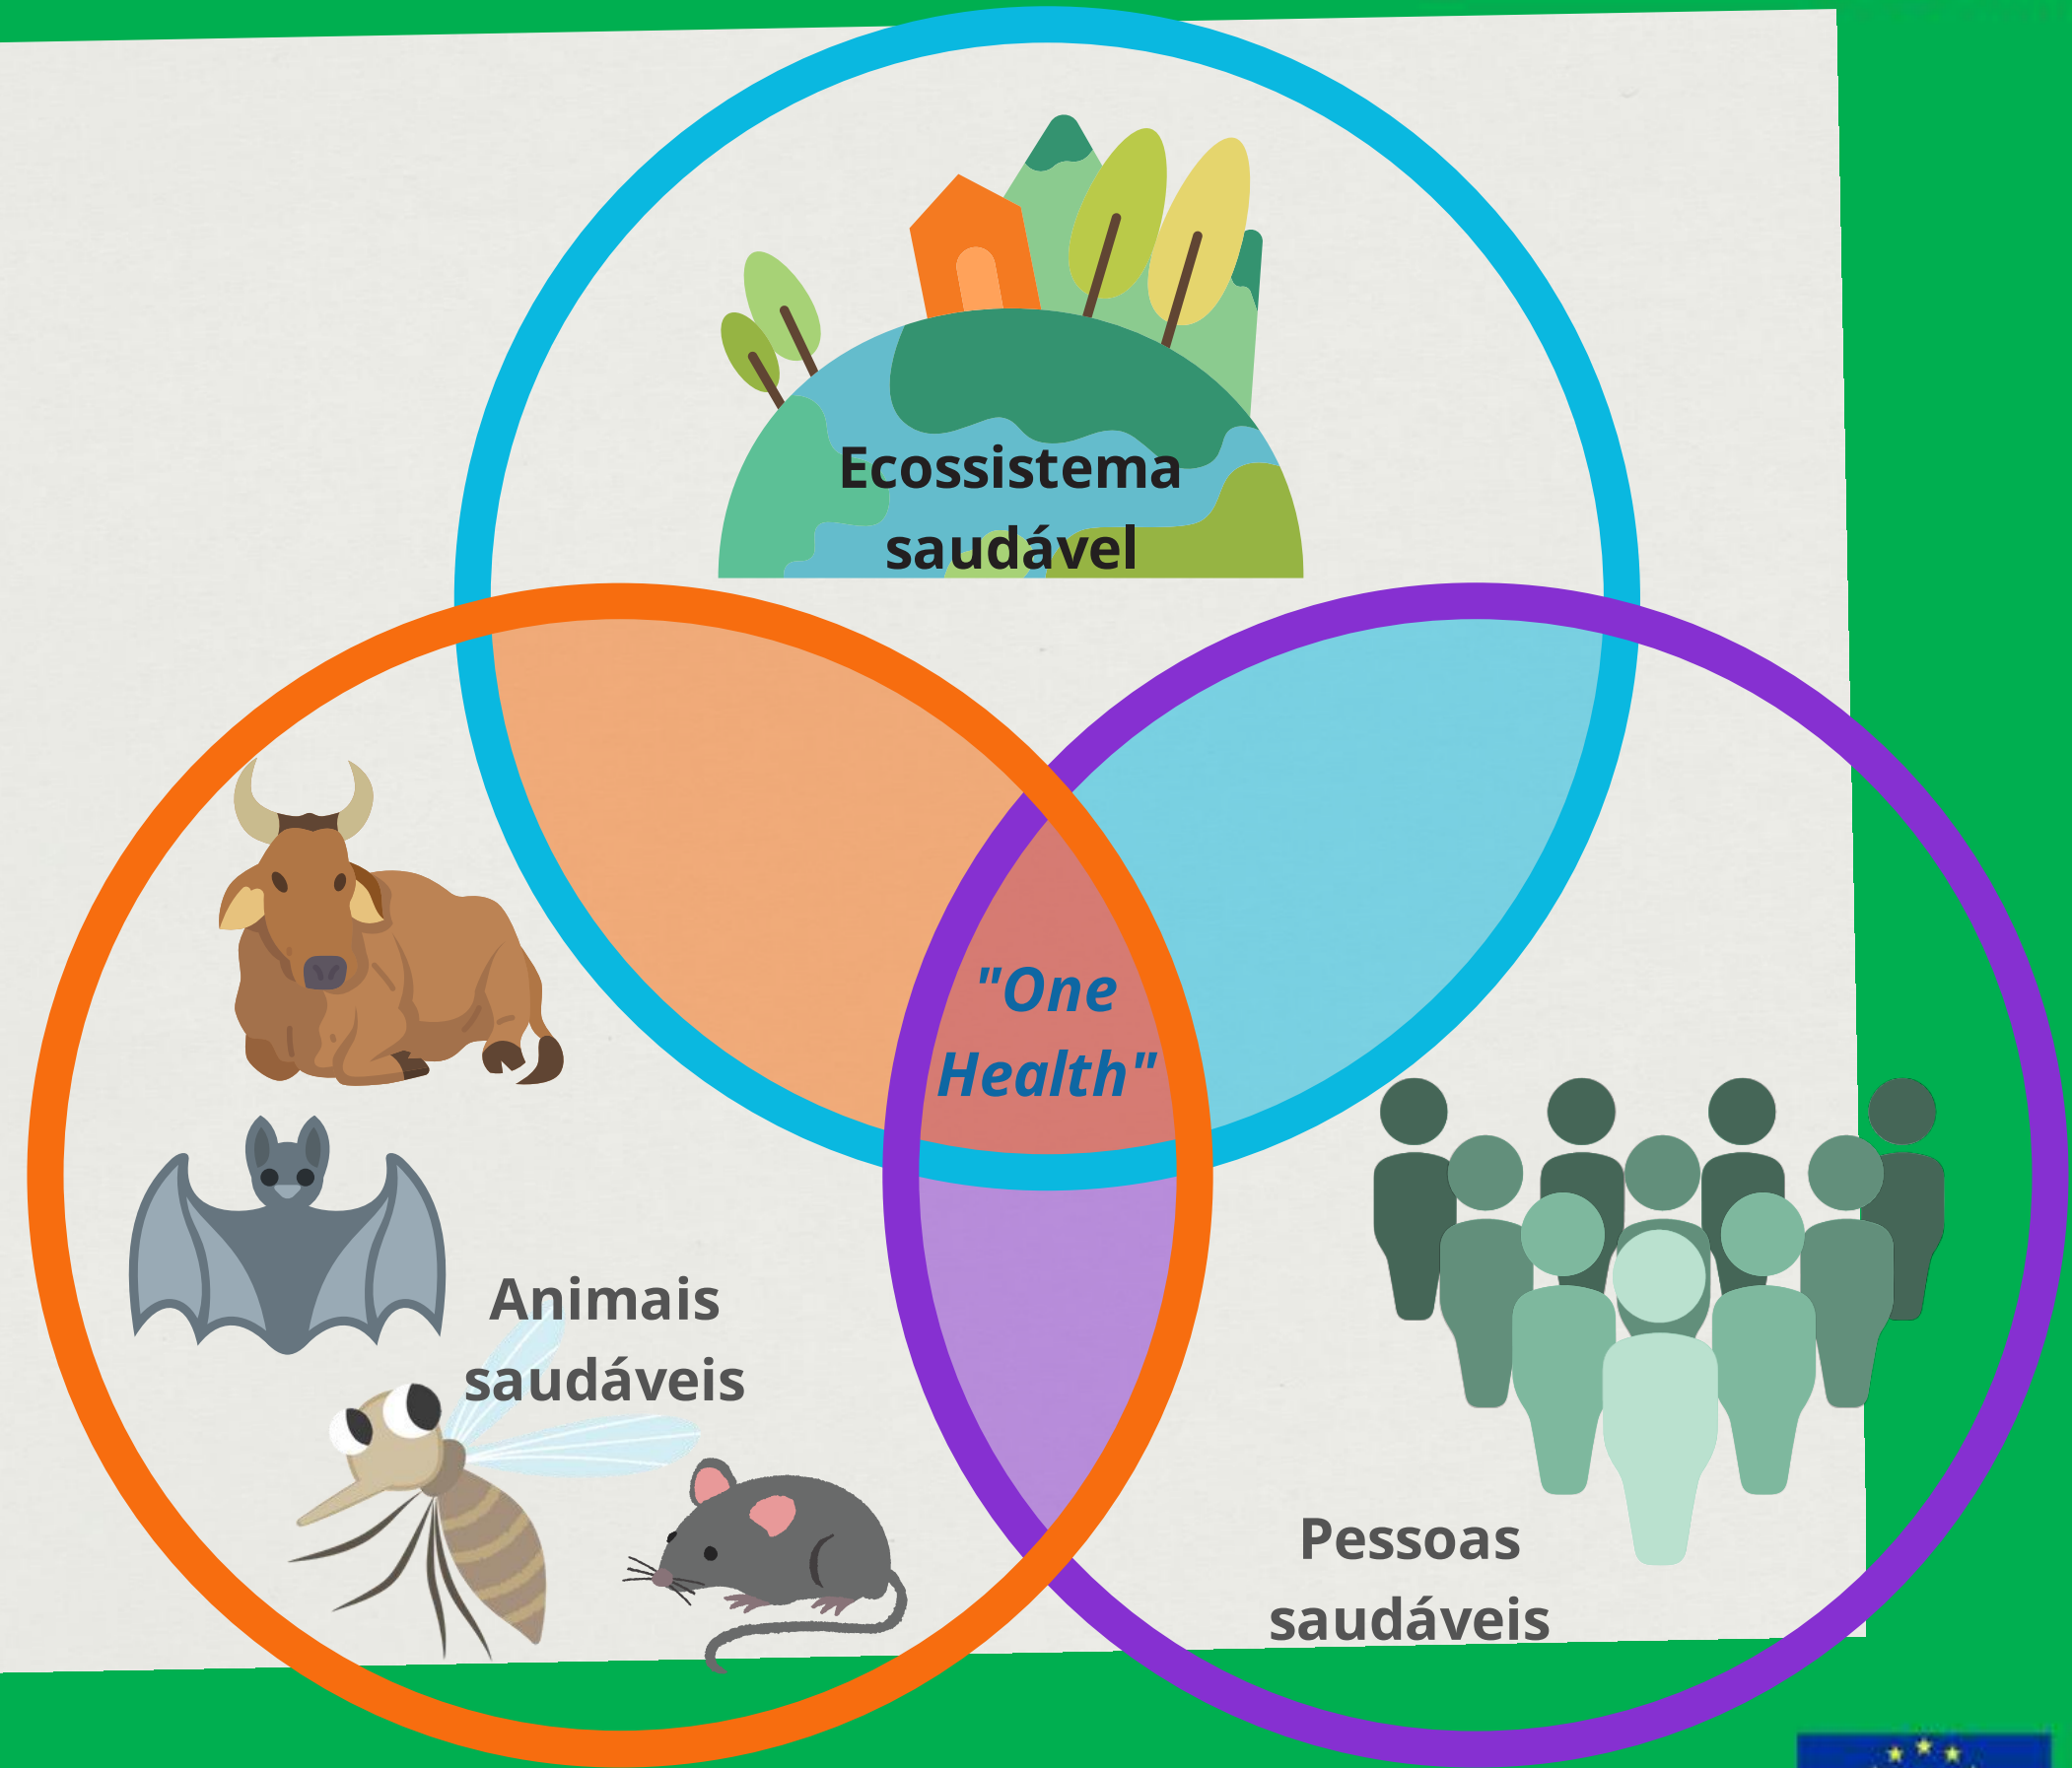 Ecossistema
saudável
"One
Health"
Animais
saudáveis
Pessoas
saudáveis